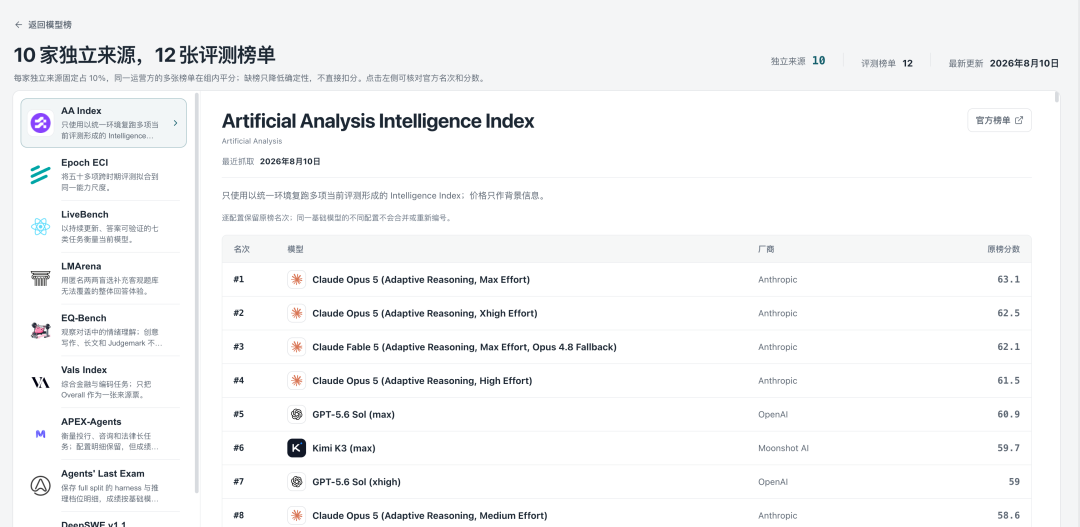 ← 返回模型榜
10 家独立来源，12 张评测榜单
每家独立来源固定占 10%，同一运营方的多张榜单在组内平分；缺榜只降低确定性，不直接扣分。点击左侧可核对官方名次和分数。
独立来源 10
评测榜单 12
最新更新 2026年8月10日
AA Index
只使用以统一环境复跑多项当
前评测形成的 Intelligence...
Epoch ECI
将五十多项跨时期评测拟合到
同一能力尺度。
LiveBench
以持续更新、答案可验证的七
类任务衡量当前模型。
LMArena
用匿名两两盲选补充客观题库
无法覆盖的整体回答体验。
EQ-Bench
观察对话中的情绪理解；创意
写作、长文和 Judgemark 不...
Vals Index
综合金融与编码任务；只把
Overall 作为一张来源票。
APEX-Agents
衡量投行、咨询和法律长任
务；配置明细保留，但成绩...
Agents' Last Exam
保存 full split 的 harness 与推
理档位明细，成绩按基础模...
DeepSWE v1.1
Artificial Analysis Intelligence Index
Artificial Analysis
最近抓取 2026年8月10日
官方榜单
只使用以统一环境复跑多项当前评测形成的 Intelligence Index；价格只作背景信息。
逐配置保留原榜名次；同一基础模型的不同配置不会合并或重新编号。
名次 模型 厂商 原榜分数
#1 Claude Opus 5 (Adaptive Reasoning, Max Effort) Anthropic 63.1
#2 Claude Opus 5 (Adaptive Reasoning, Xhigh Effort) Anthropic 62.5
#3 Claude Fable 5 (Adaptive Reasoning, Max Effort, Opus 4.8 Fallback) Anthropic 62.1
#4 Claude Opus 5 (Adaptive Reasoning, High Effort) Anthropic 61.5
#5 GPT-5.6 Sol (max) OpenAI 60.9
#6 Kimi K3 (max) Moonshot AI 59.7
#7 GPT-5.6 Sol (xhigh) OpenAI 59
#8 Claude Opus 5 (Adaptive Reasoning, Medium Effort) Anthropic 58.6